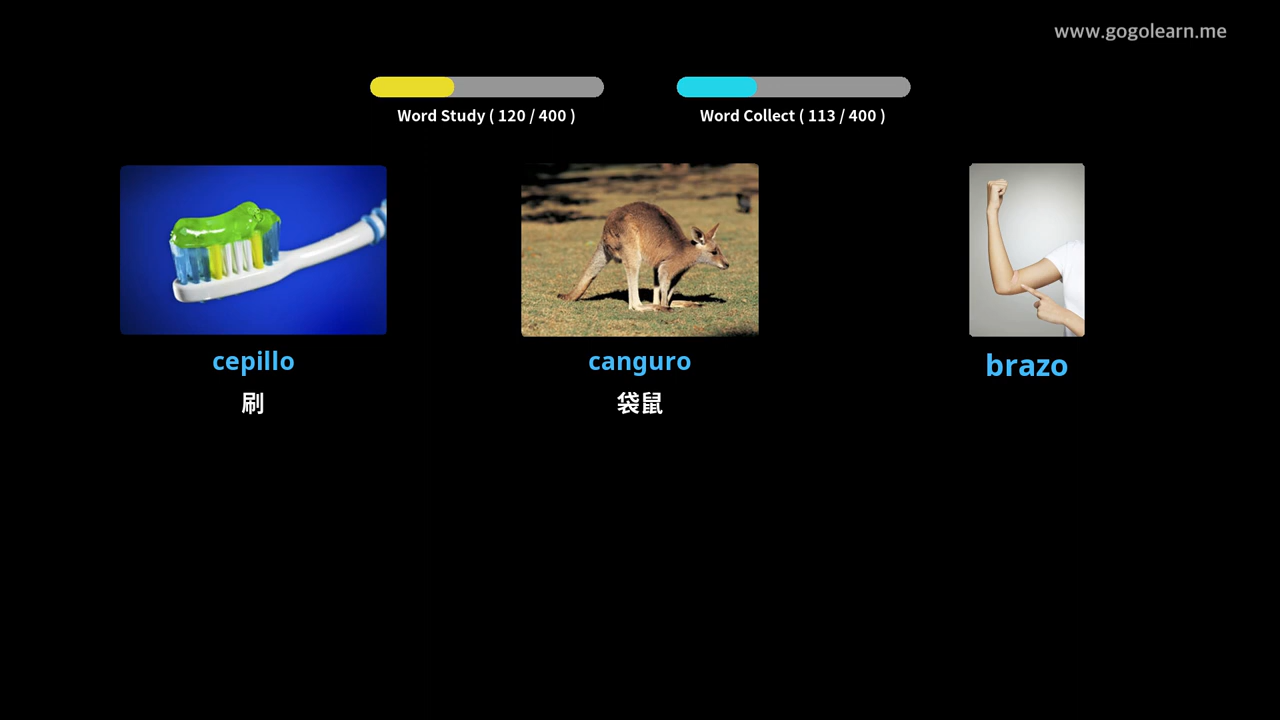 www.gogolearn.me
Word Study ( 120 / 400 )
Word Collect ( 113 / 400 )
cepillo
canguro
brazo
刷
袋鼠